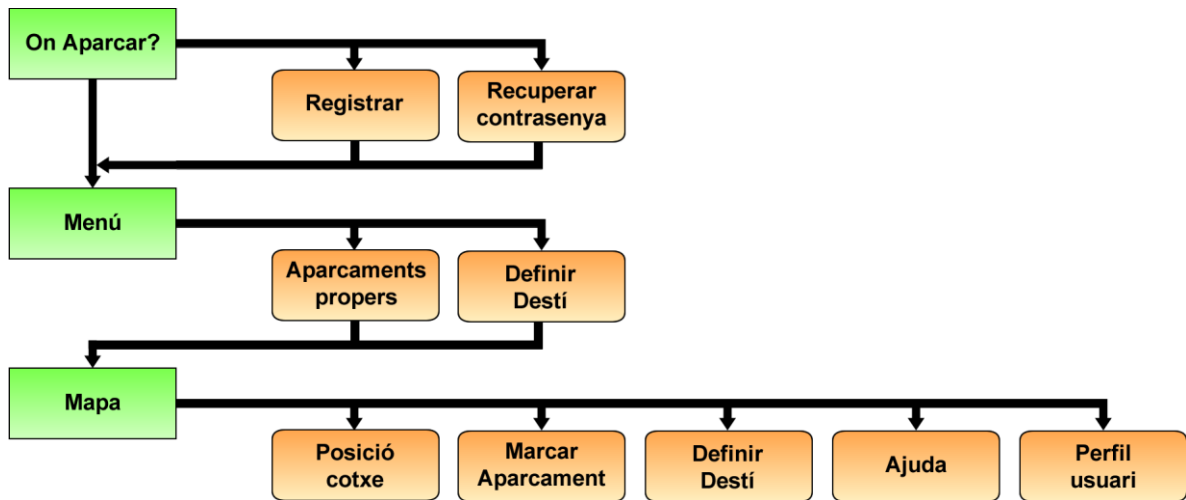 On Aparcar?
Registrar
Recuperar
contrasenya
Menú
Aparcaments
propers
Definir
Destí
Mapa
Posició
cotxe
Marcar
Aparcament
Definir
Destí
Ajuda
Perfil
usuari